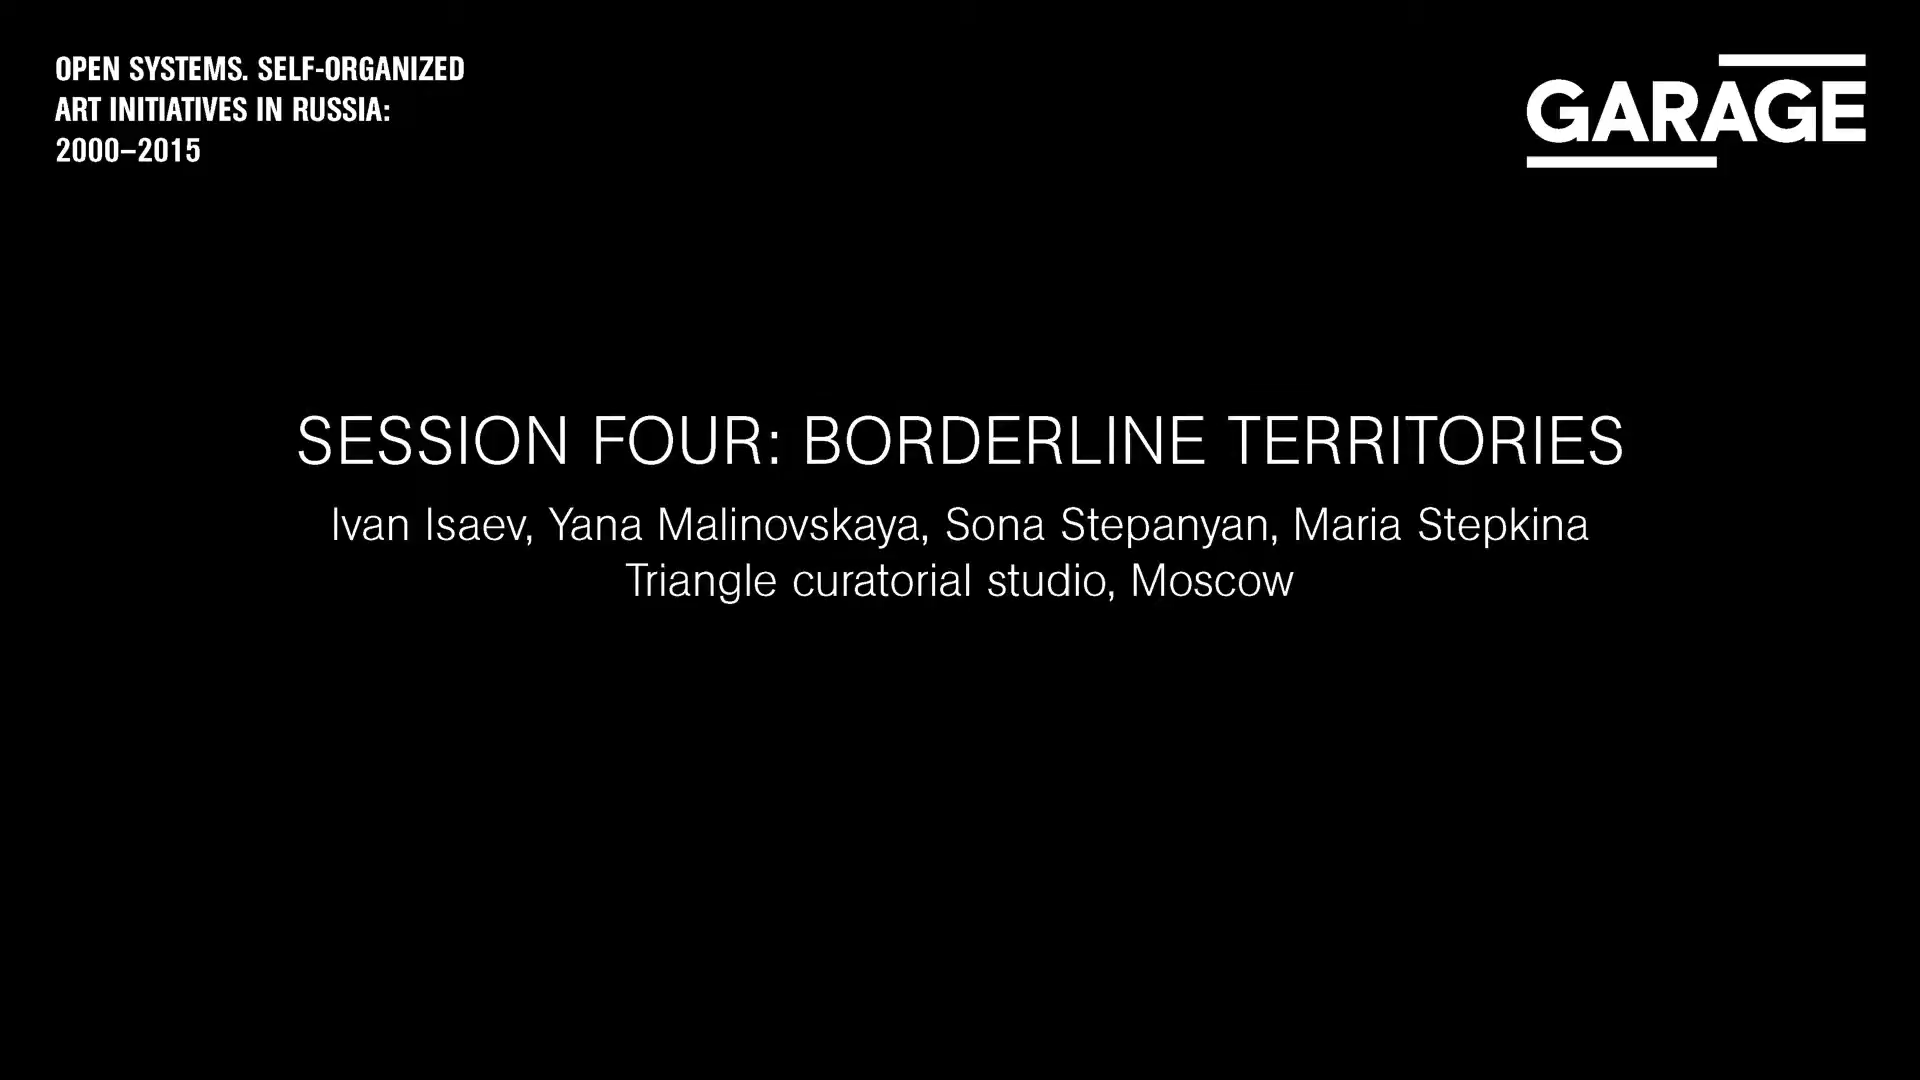 OPEN SYSTEMS. SELF-ORGANIZED
ART INITIATIVES IN RUSSIA:
2000–2015
GARAGE
SESSION FOUR: BORDERLINE TERRITORIES
Ivan Isaev, Yana Malinovskaya, Sona Stepanyan, Maria Stepkina
Triangle curatorial studio, Moscow